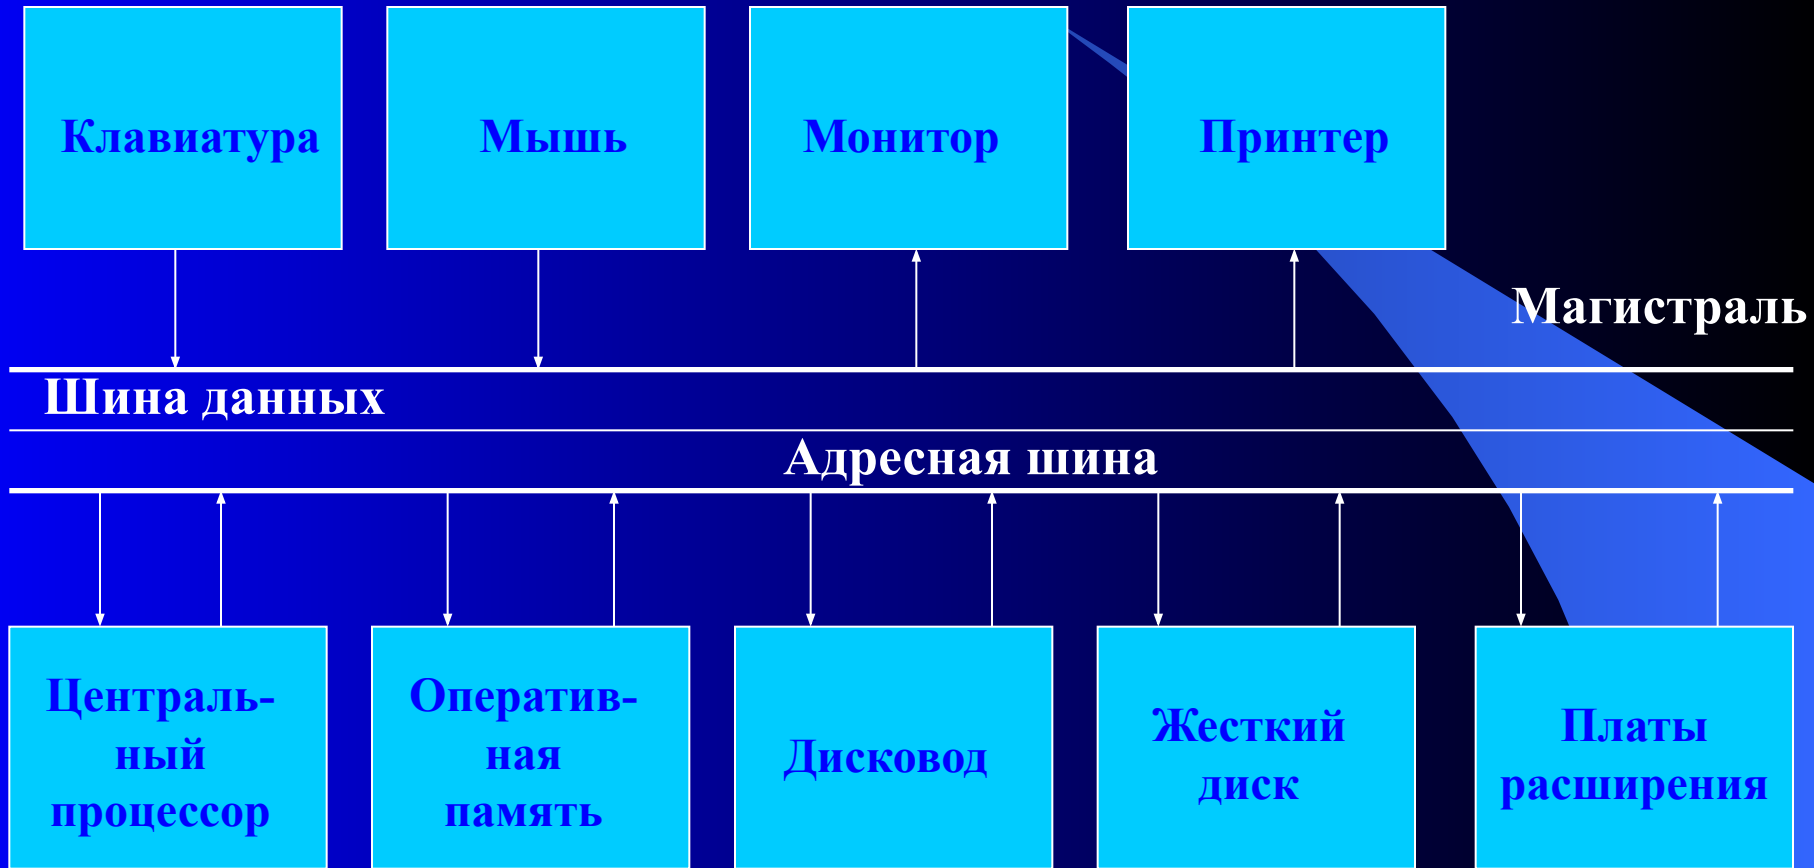 Клавиатура
Мышь
Монитор
Принтер
Магистраль
Шина данных
Адресная шина
Централь-
ный
процессор
Оператив-
ная
память
Дисковод
Жесткий
диск
Платы
расширения